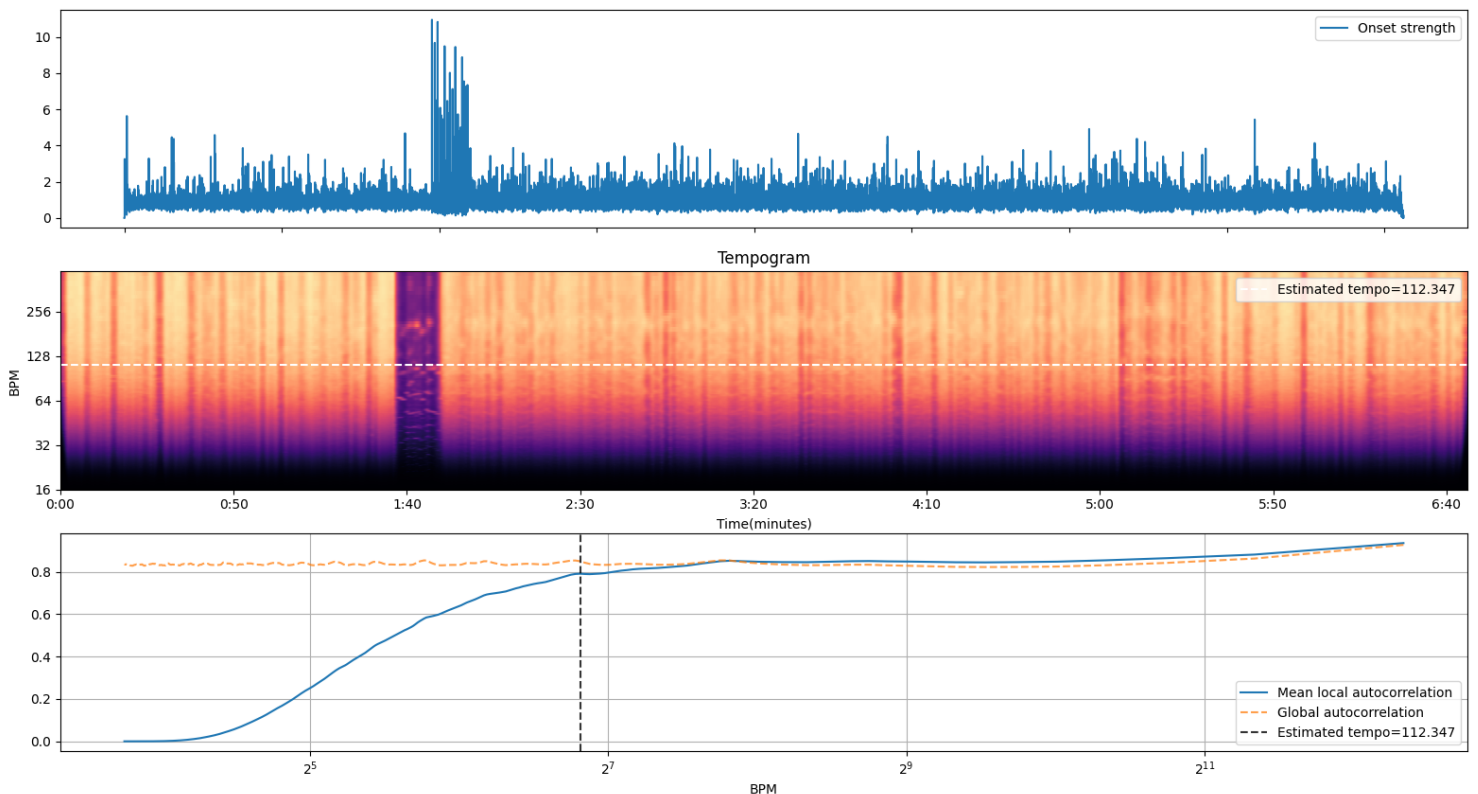 Onset strength
10
8
6
4
2
0
Tempogram
Estimated tempo=112.347
256
128
64
32
16
BPM
0:00 0:50 1:40 2:30 3:20 4:10 5:00 5:50 6:40
Time(minutes)
0.8
0.6
0.4
0.2
0.0
Mean local autocorrelation
Global autocorrelation
Estimated tempo=112.347
2^5 2^7 2^9 2^11
BPM